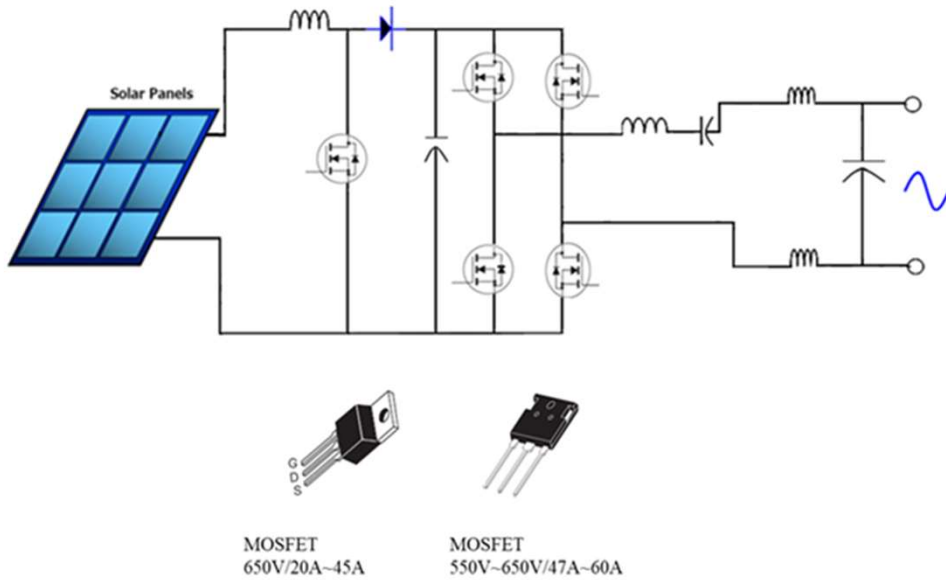 Solar Panels
G
D
S
MOSFET
650V/20A~45A
MOSFET
550V~650V/47A~60A